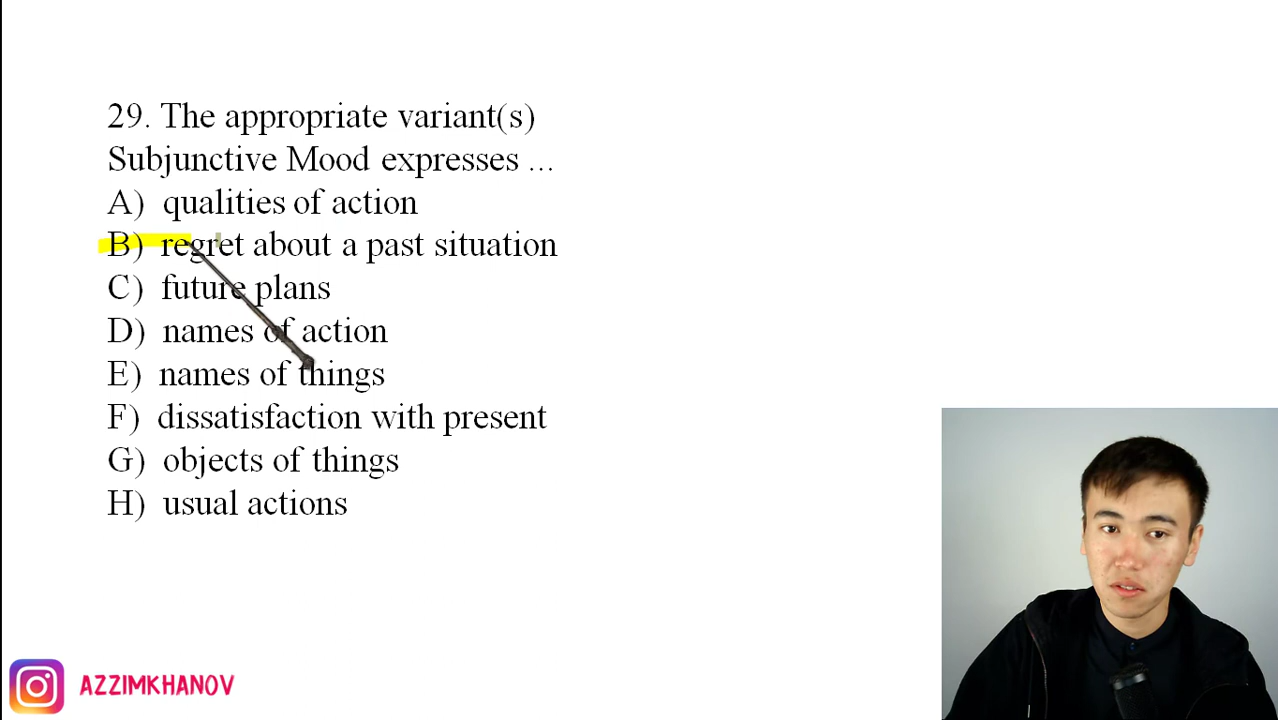 29. The appropriate variant(s)
Subjunctive Mood expresses ...
A) qualities of action
B) regret about a past situation
C) future plans
D) names of action
E) names of things
F) dissatisfaction with present
G) objects of things
H) usual actions
AZZIMKHANOV